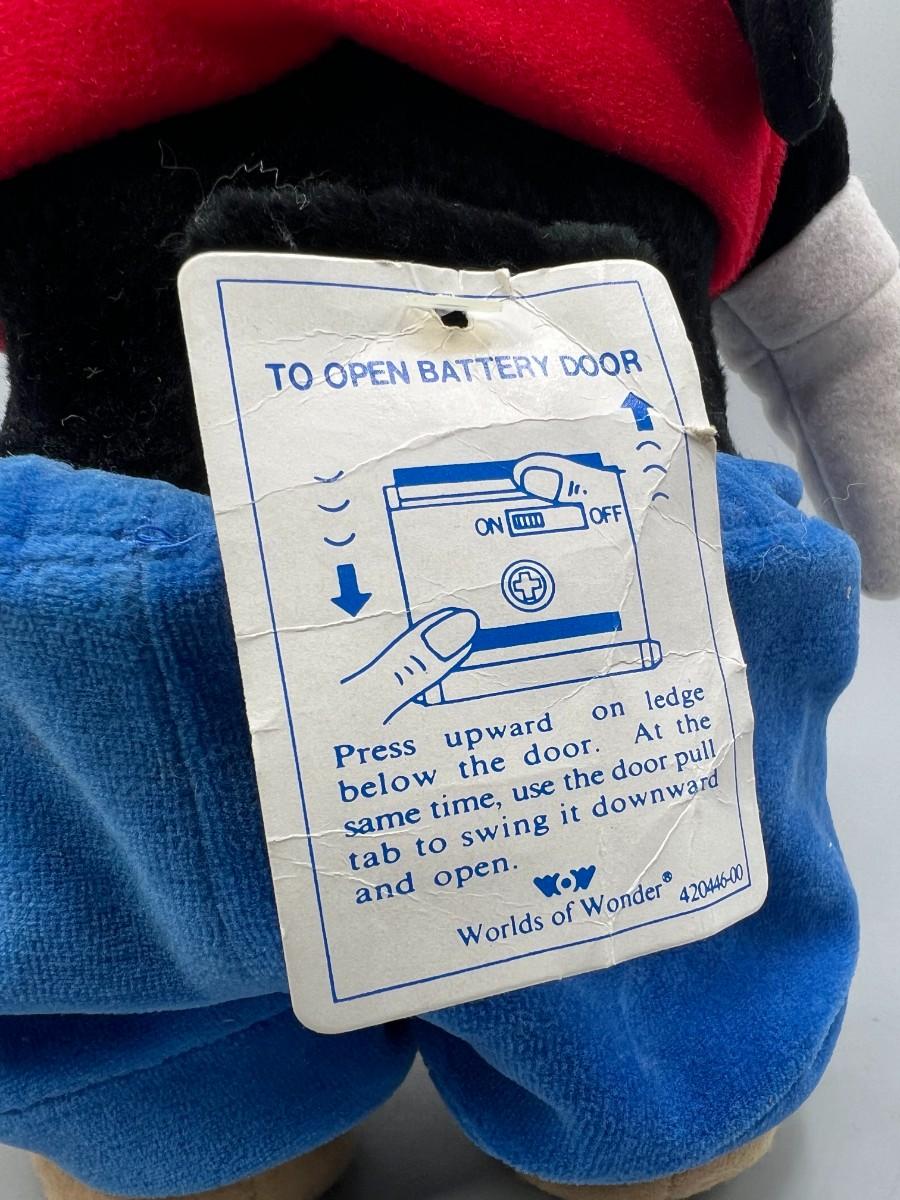 TO OPEN BATTERY DOOR
ON OFF
Press upward on ledge
below the door. At the
same time, use the door pull
tab to swing it downward
and open.
WOW
Worlds of Wonder® 420446-00